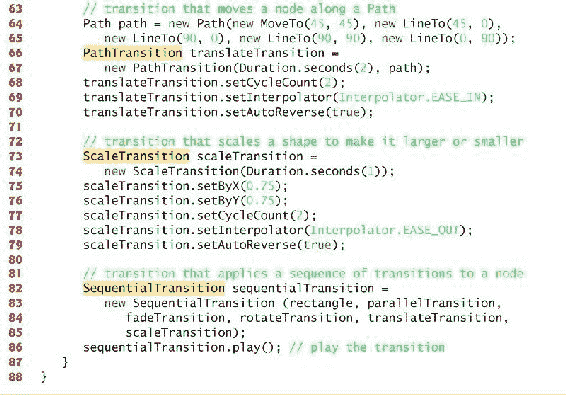 63 // transition that moves a node along a Path
64 Path path = new Path(new MoveTo(45, 45), new LineTo(45, 0),
65 new LineTo(90, 0), new LineTo(90, 90), new LineTo(0, 90));
66 PathTransition translateTransition =
67 new PathTransition(Duration.seconds(2), path);
68 translateTransition.setCycleCount(2);
69 translateTransition.setInterpolator(Interpolator.EASE_IN);
70 translateTransition.setAutoReverse(true);
71
72 // transition that scales a shape to make it larger or smaller
73 ScaleTransition scaleTransition =
74 new ScaleTransition(Duration.seconds(1));
75 scaleTransition.setByX(0.75);
76 scaleTransition.setByY(0.75);
77 scaleTransition.setCycleCount(2);
78 scaleTransition.setInterpolator(Interpolator.EASE_OUT);
79 scaleTransition.setAutoReverse(true);
80
81 // transition that applies a sequence of transitions to a node
82 SequentialTransition sequentialTransition =
83 new SequentialTransition (rectangle, parallelTransition,
84 fadeTransition, rotateTransition, translateTransition,
85 scaleTransition);
86 sequentialTransition.play(); // play the transition
87 }
88 }